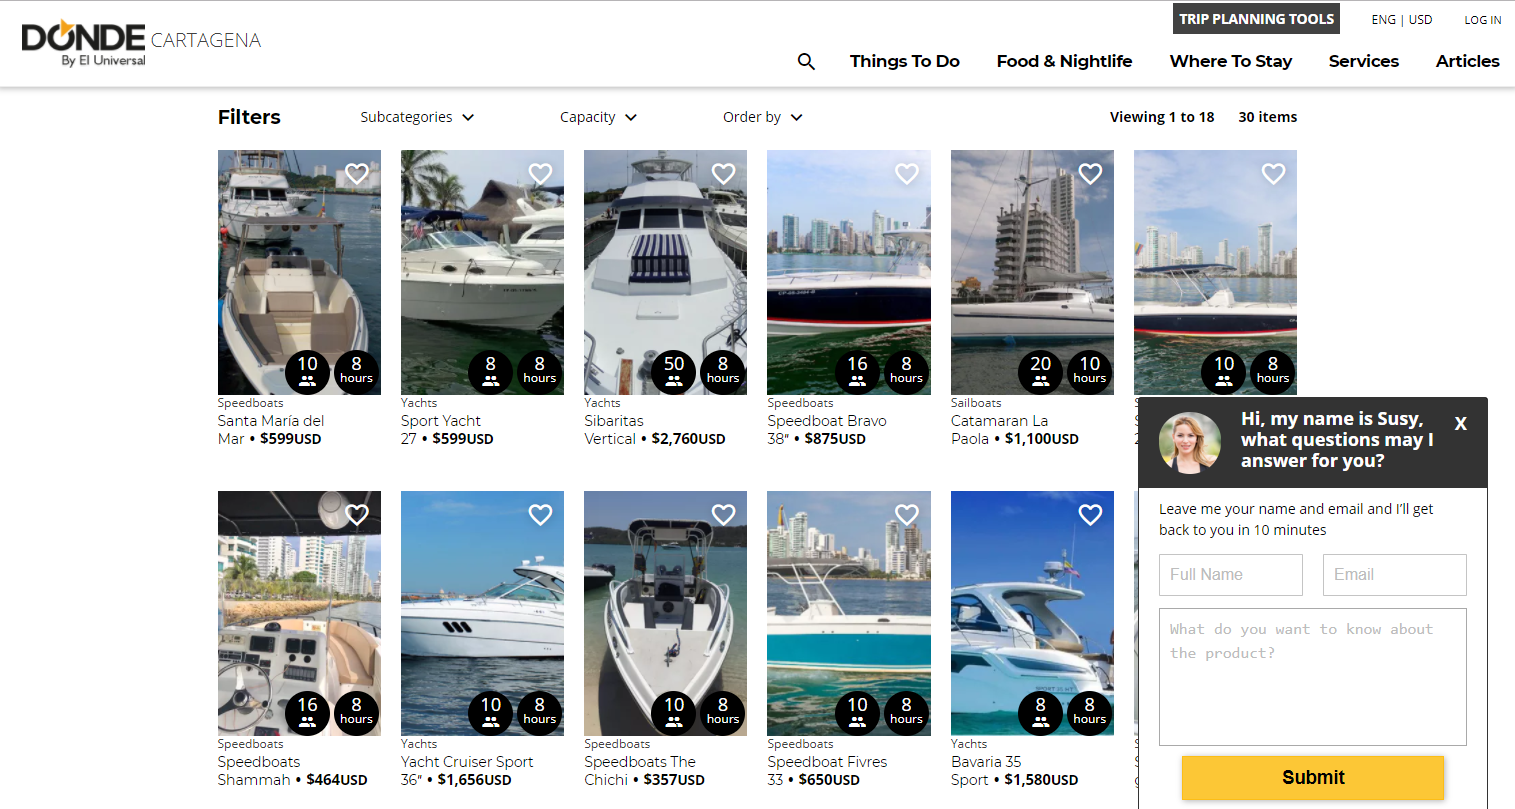 TRIP PLANNING TOOLS
ENG | USD
LOG IN
DONDE CARTAGENA
By El Universal
Things To Do
Food & Nightlife
Where To Stay
Services
Articles
Filters
Subcategories
Capacity
Order by
Viewing 1 to 18
30 items
10
8
hours
8
8
hours
50
8
hours
16
8
hours
20
10
hours
10
8
hours
Speedboats
Santa María del
Mar • $599USD
Yachts
Sport Yacht
27 • $599USD
Yachts
Sibaritas
Vertical • $2,760USD
Speedboats
Speedboat Bravo
38″ • $875USD
Sailboats
Catamaran La
Paola • $1,100USD
16
8
hours
10
8
hours
10
8
hours
10
8
hours
8
8
hours
Speedboats
Speedboats
Shammah • $464USD
Yachts
Yacht Cruiser Sport
36″ • $1,656USD
Speedboats
Speedboats The
Chichi • $357USD
Speedboats
Speedboat Fivres
33 • $650USD
Yachts
Bavaria 35
Sport • $1,580USD
Hi, my name is Susy,
what questions may I
answer for you?
X
Leave me your name and email and I’ll get
back to you in 10 minutes
Full Name
Email
What do you want to know about
the product?
Submit